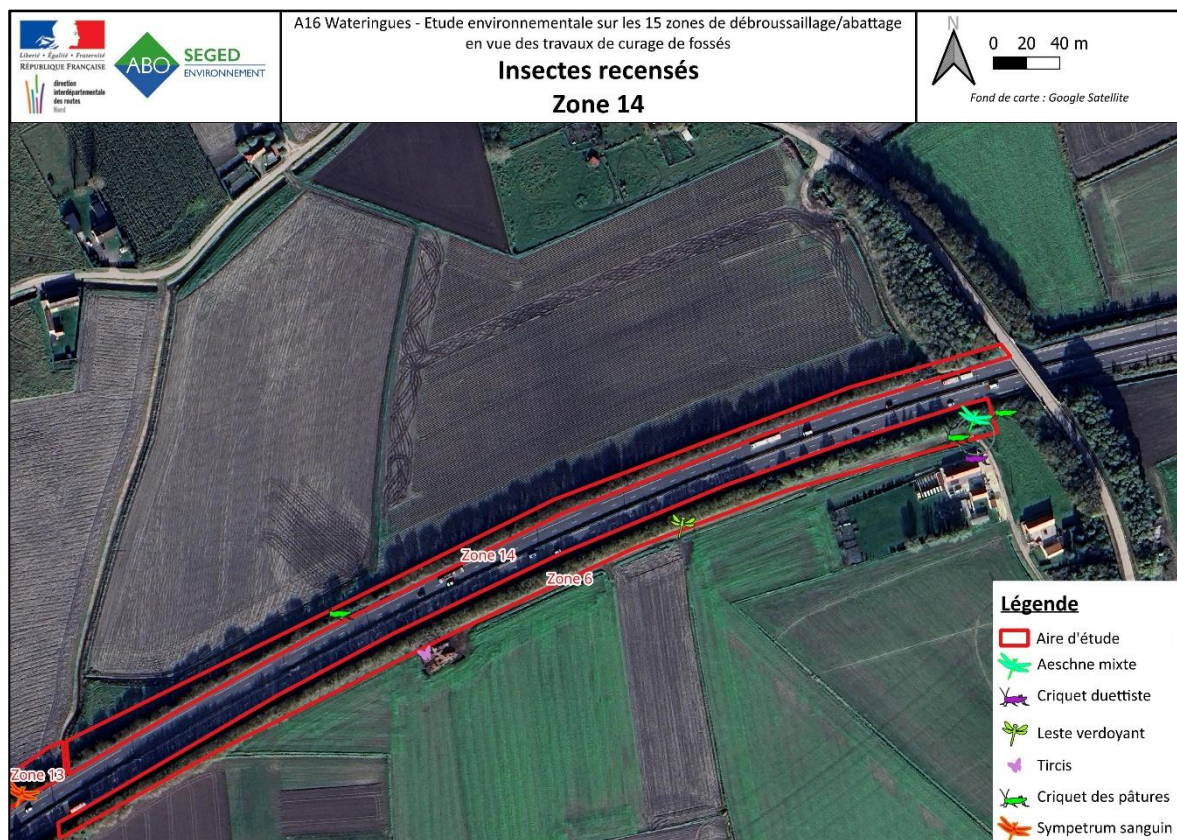 Liberté • Égalité • Fraternité
RÉPUBLIQUE FRANÇAISE
direction
interdépartementale
des routes
Nord
ABO
SEGED
ENVIRONNEMENT
A16 Wateringues - Etude environnementale sur les 15 zones de débroussaillage/abattage
en vue des travaux de curage de fossés
Insectes recensés
Zone 14
N
0 20 40 m
Fond de carte : Google Satellite
Zone 14
Zone 6
Zone 13
Légende
Aire d'étude
Aeschne mixte
Criquet duettiste
Leste verdoyant
Tircis
Criquet des pâtures
Sympetrum sanguin